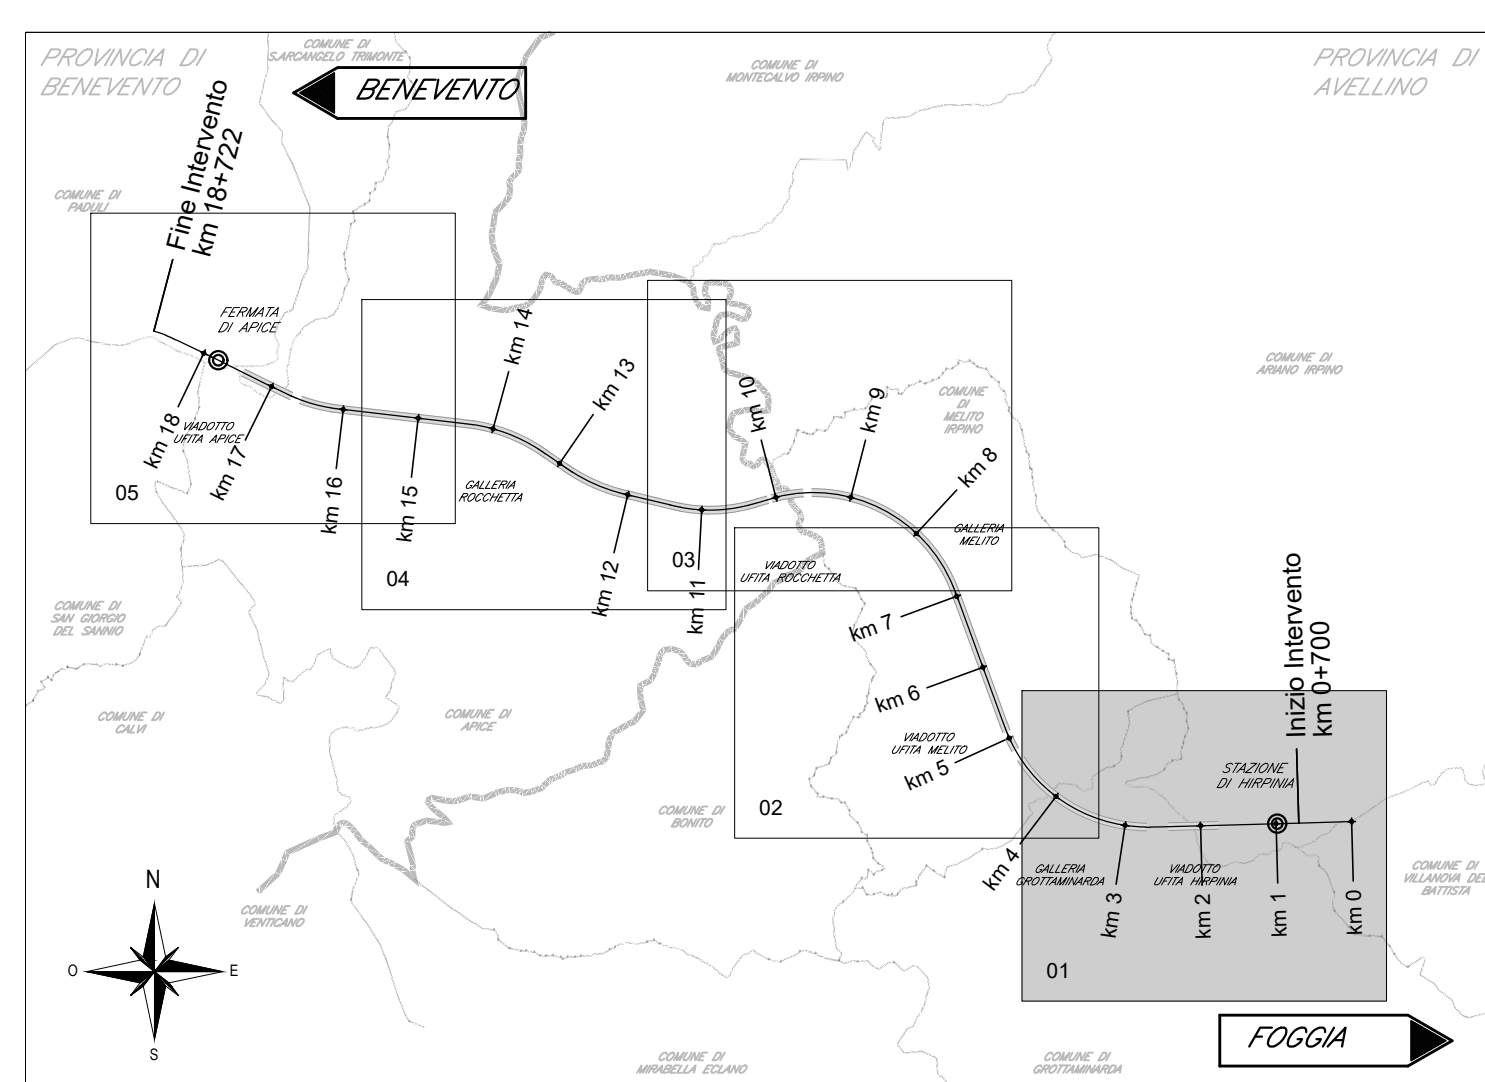 PROVINCIA DI
BENEVENTO
COMUNE DI
S.ARCANGELO TRIMONTE
BENEVENTO
COMUNE DI
MONTECALVO IRPINO
PROVINCIA DI
AVELLINO
Fine Intervento
km 18+722
COMUNE DI
PADULI
FERMATA
DI APICE
km 14
km 13
km 10
km 9
COMUNE DI
ARIANO IRPINO
COMUNE
DI
MELITO
IRPINO
km 18
VIADOTTO
UFITA APICE
km 17
km 16
km 15
GALLERIA
ROCCHETTA
km 8
05
GALLERIA
MELITO
03
04
km 12
km 11
VIADOTTO
UFITA ROCCHETTA
km 7
COMUNE DI
SAN GIORGIO
DEL SANNIO
Inizio Intervento
km 0+700
km 6
COMUNE DI
CALVI
COMUNE DI
APICE
VIADOTTO
UFITA MELITO
km 5
STAZIONE
DI HIRPINIA
COMUNE DI
BONITO
02
km 4
GALLERIA
GROTTAMINARDA
VIADOTTO
UFITA HIRPINIA
km 3
km 2
km 1
km 0
COMUNE DI
VILLANOVA DEL
BATTISTA
COMUNE DI
VENTICANO
N
O
E
S
01
FOGGIA
COMUNE DI
MIRABELLA ECLANO
COMUNE DI
GROTTAMINARDA